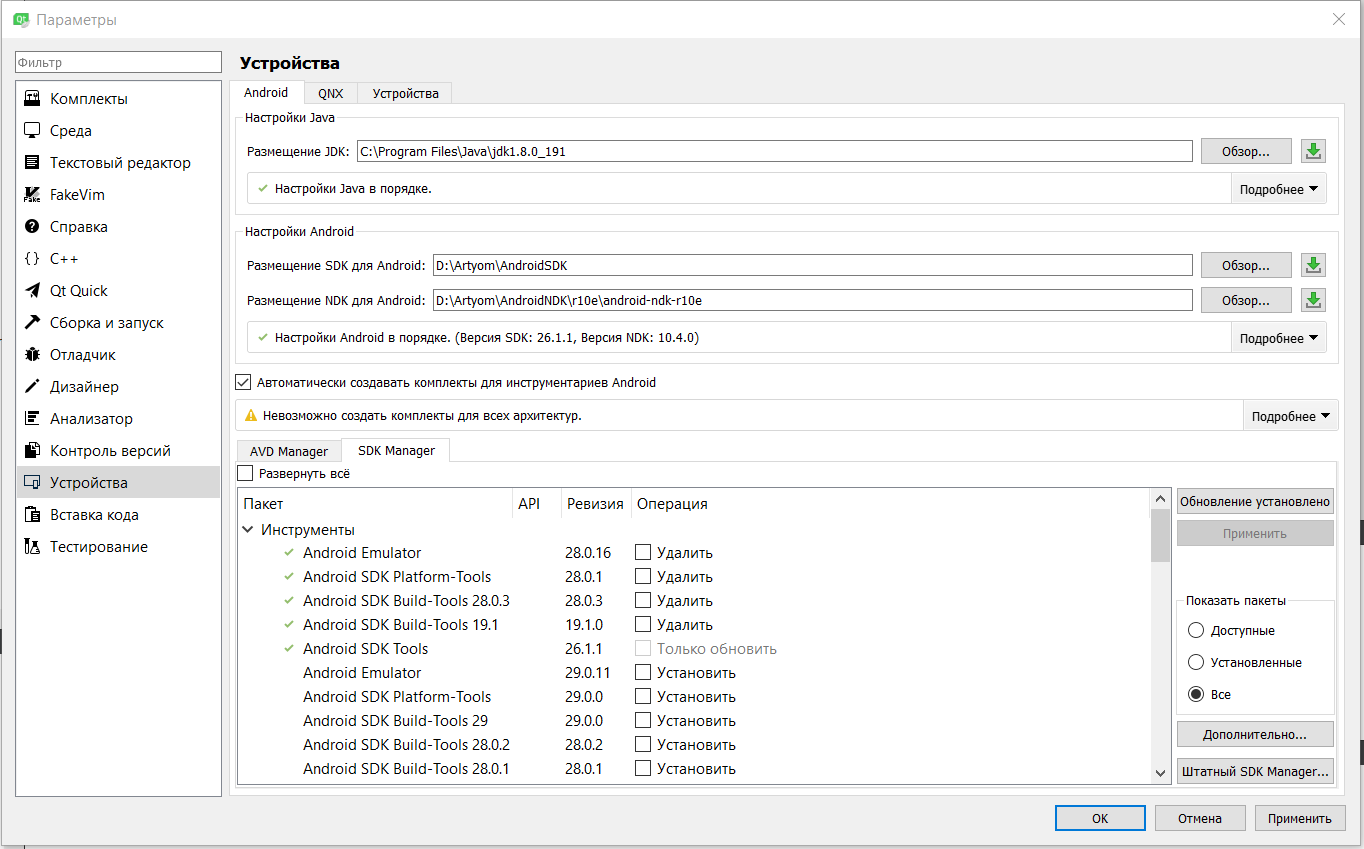 Параметры
Фильтр
Комплекты
Среда
Текстовый редактор
FakeVim
Справка
C++
Qt Quick
Сборка и запуск
Отладчик
Дизайнер
Анализатор
Контроль версий
Устройства
Вставка кода
Тестирование
Устройства
Android QNX Устройства
Настройки Java
Размещение JDK: C:\Program Files\Java\jdk1.8.0_191 Обзор...
Настройки Java в порядке. Подробнее
Настройки Android
Размещение SDK для Android: D:\Artyom\AndroidSDK Обзор...
Размещение NDK для Android: D:\Artyom\AndroidNDK\r10e\android-ndk-r10e Обзор...
Настройки Android в порядке. (Версия SDK: 26.1.1, Версия NDK: 10.4.0) Подробнее
Автоматически создавать комплекты для инструментариев Android
Невозможно создать комплекты для всех архитектур. Подробнее
AVD Manager SDK Manager
Развернуть всё
Пакет API Ревизия Операция
Инструменты
Android Emulator 28.0.16 Удалить
Android SDK Platform-Tools 28.0.1 Удалить
Android SDK Build-Tools 28.0.3 28.0.3 Удалить
Android SDK Build-Tools 19.1 19.1.0 Удалить
Android SDK Tools 26.1.1 Только обновить
Android Emulator 29.0.11 Установить
Android SDK Platform-Tools 29.0.0 Установить
Android SDK Build-Tools 29 29.0.0 Установить
Android SDK Build-Tools 28.0.2 28.0.2 Установить
Android SDK Build-Tools 28.0.1 28.0.1 Установить
Обновление установлено
Применить
Показать пакеты
Доступные
Установленные
Все
Дополнительно...
Штатный SDK Manager...
OK Отмена Применить